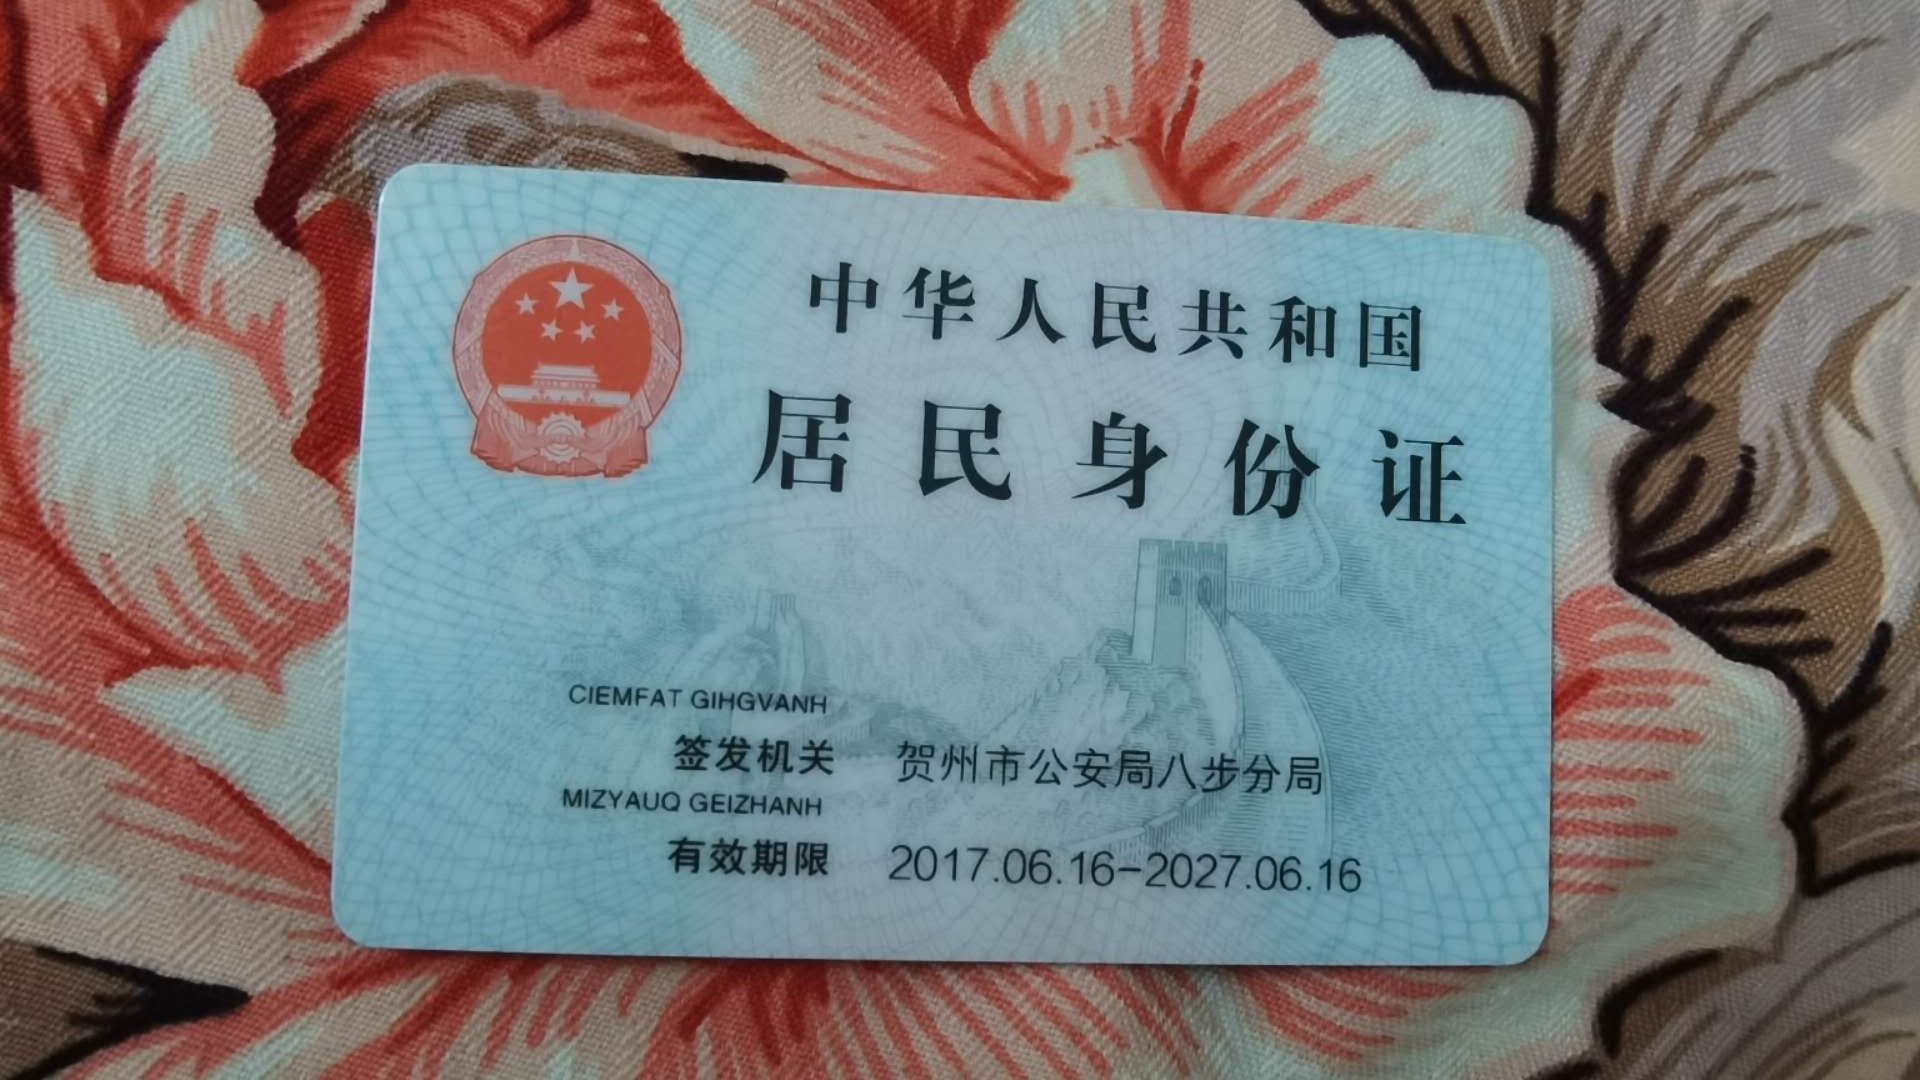 中华人民共和国
居民身份证
CIEMFAT GIHGVANH
签发机关 贺州市公安局八步分局
MIZYAUQ GEIZHANH
有效期限 2017.06.16-2027.06.16